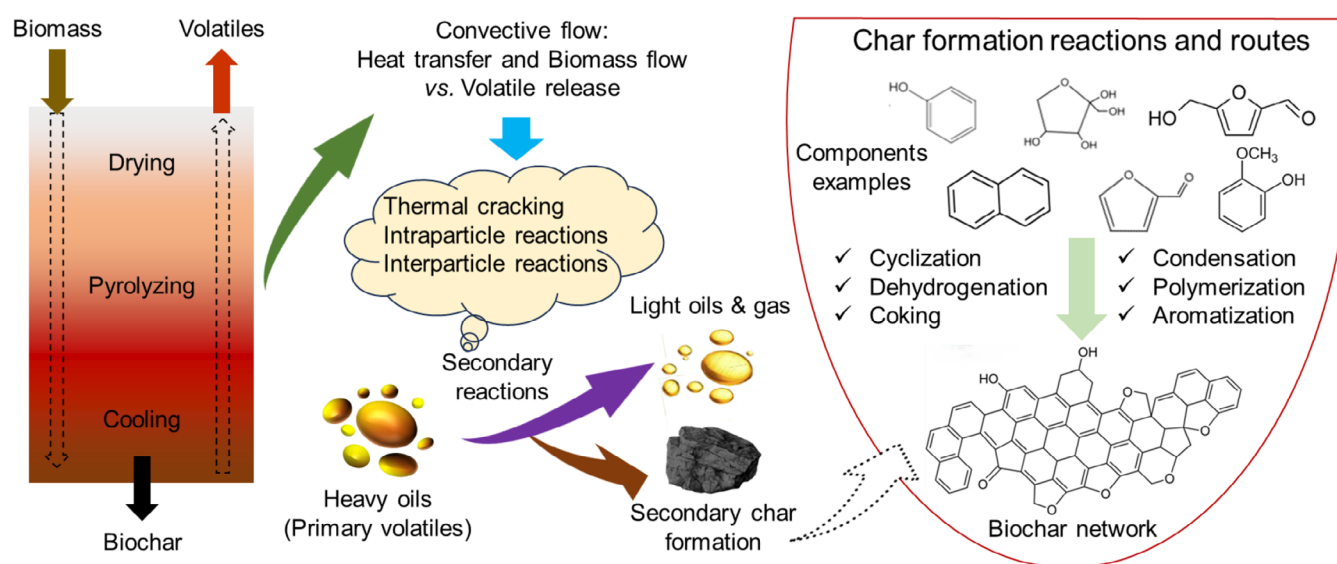 Biomass
Volatiles
Drying
Pyrolyzing
Cooling
Biochar
Convective flow:
Heat transfer and Biomass flow
vs. Volatile release
Thermal cracking
Intraparticle reactions
Interparticle reactions
Secondary
reactions
Heavy oils
(Primary volatiles)
Light oils & gas
Secondary char
formation
Char formation reactions and routes
Components
examples
HO
O
OH
OH
OH
OH
HO
O
O
O
O
OCH3
OH
✓ Cyclization
✓ Dehydrogenation
✓ Coking
✓ Condensation
✓ Polymerization
✓ Aromatization
OH
HO
O
O
O
O
O
O
Biochar network